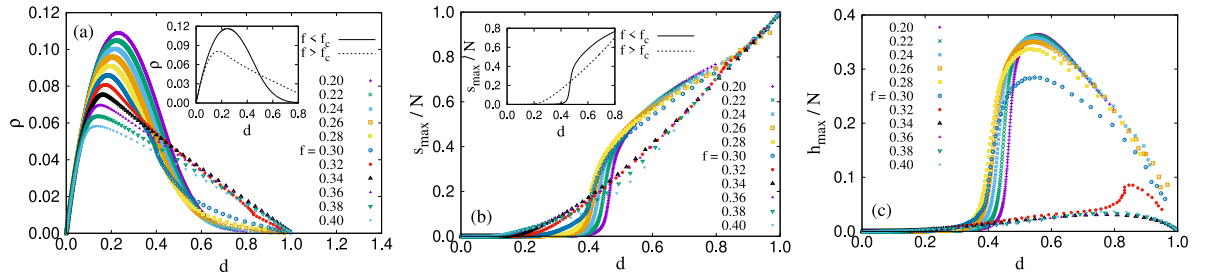 (a)
ρ
0.12
0.10
0.08
0.06
0.04
0.02
0.00
0.0 0.2 0.4 0.6 0.8 1.0 1.2 1.4
d
ρ
0.12
0.09
0.06
0.03
0.00
0.0 0.2 0.4 0.6 0.8
d
f < f_c
f > f_c
0.20
0.22
0.24
0.26
0.28
f = 0.30
0.32
0.34
0.36
0.38
0.40
(b)
s_max / N
1.0
0.8
0.6
0.4
0.2
0.0
0.0 0.2 0.4 0.6 0.8 1.0
d
s_max / N
0.8
0.6
0.4
0.2
0.0
0.0 0.2 0.4 0.6 0.8
d
f < f_c
f > f_c
0.20
0.22
0.24
0.26
0.28
f = 0.30
0.32
0.34
0.36
0.38
0.40
(c)
h_max / N
0.4
0.3
0.2
0.1
0.0
0.0 0.2 0.4 0.6 0.8 1.0
d
0.20
0.22
0.24
0.26
0.28
f = 0.30
0.32
0.34
0.36
0.38
0.40